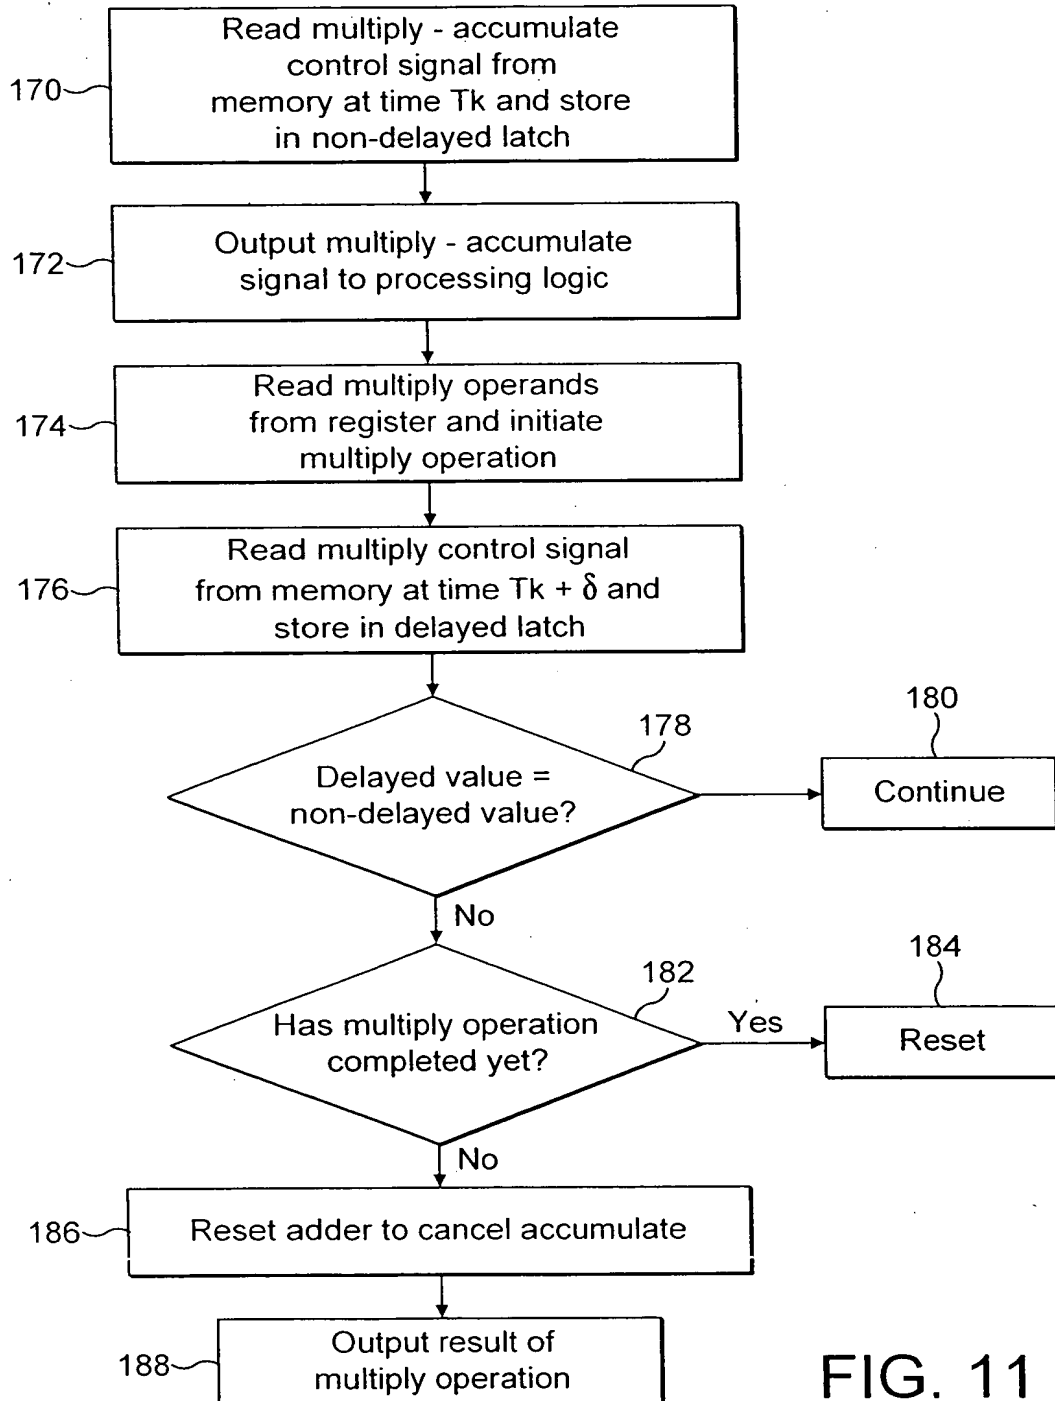 Read multiply - accumulate
control signal from
memory at time Tk and store
in non-delayed latch
170
Output multiply - accumulate
signal to processing logic
172
Read multiply operands
from register and initiate
multiply operation
174
Read multiply control signal
from memory at time Tk + δ and
store in delayed latch
176
Delayed value =
non-delayed value?
178
180
Continue
No
Has multiply operation
completed yet?
182
Yes
184
Reset
No
Reset adder to cancel accumulate
186
Output result of
multiply operation
188
FIG. 11